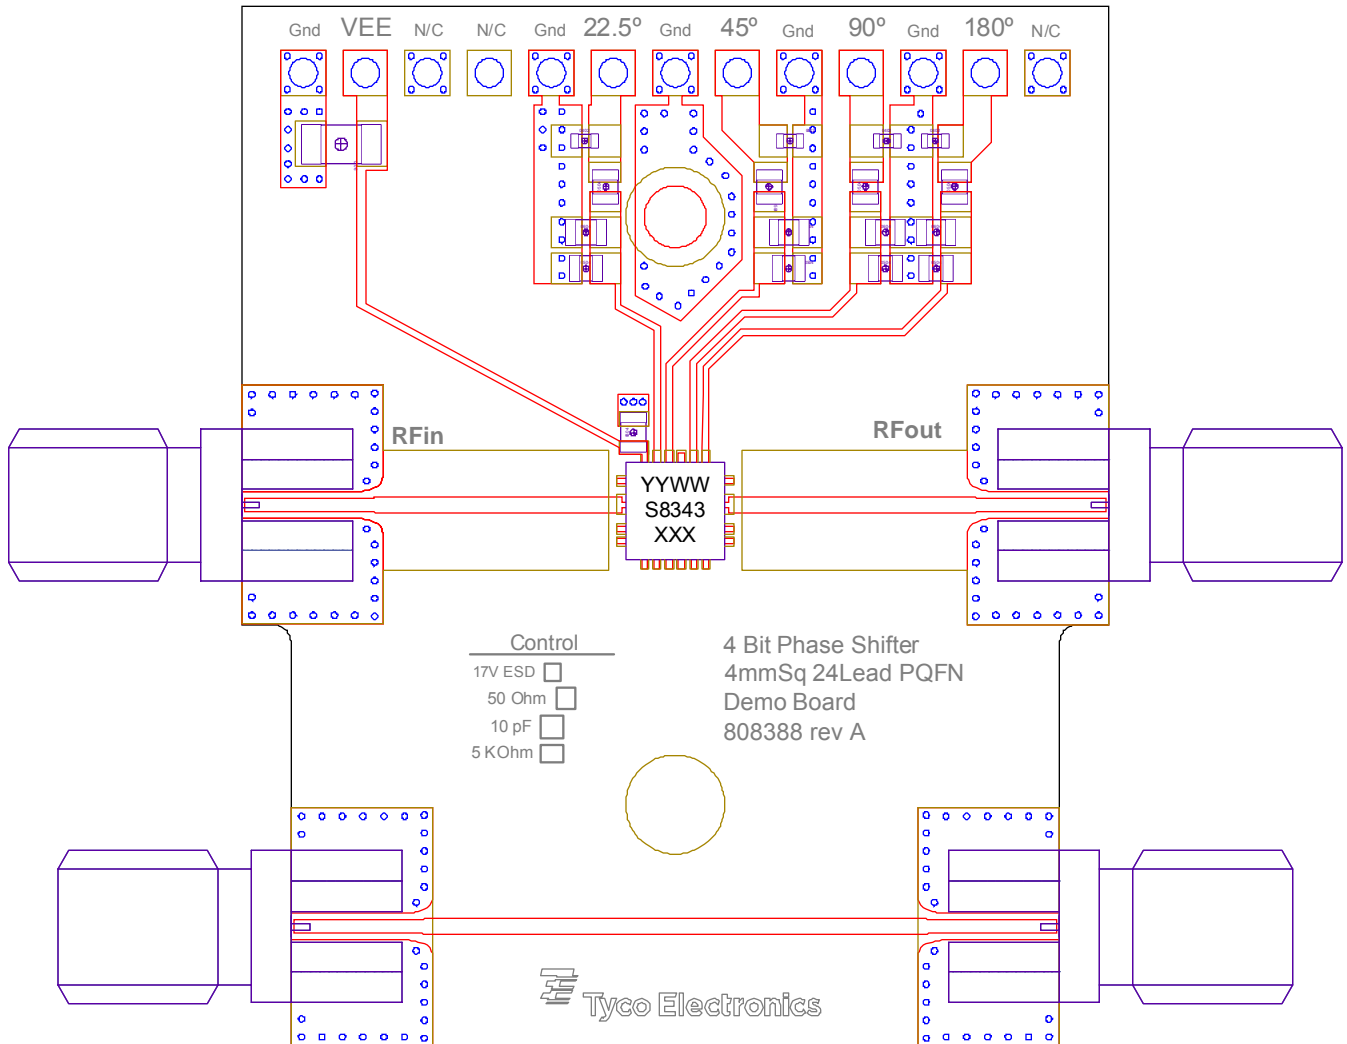 Gnd VEE N/C N/C Gnd 22.5º Gnd 45º Gnd 90º Gnd 180º N/C
RFin
RFout
YYWW
S8343
XXX
Control
17V ESD
50 Ohm
10 pF
5 KOhm
4 Bit Phase Shifter
4mmSq 24Lead PQFN
Demo Board
808388 rev A
Tyco Electronics